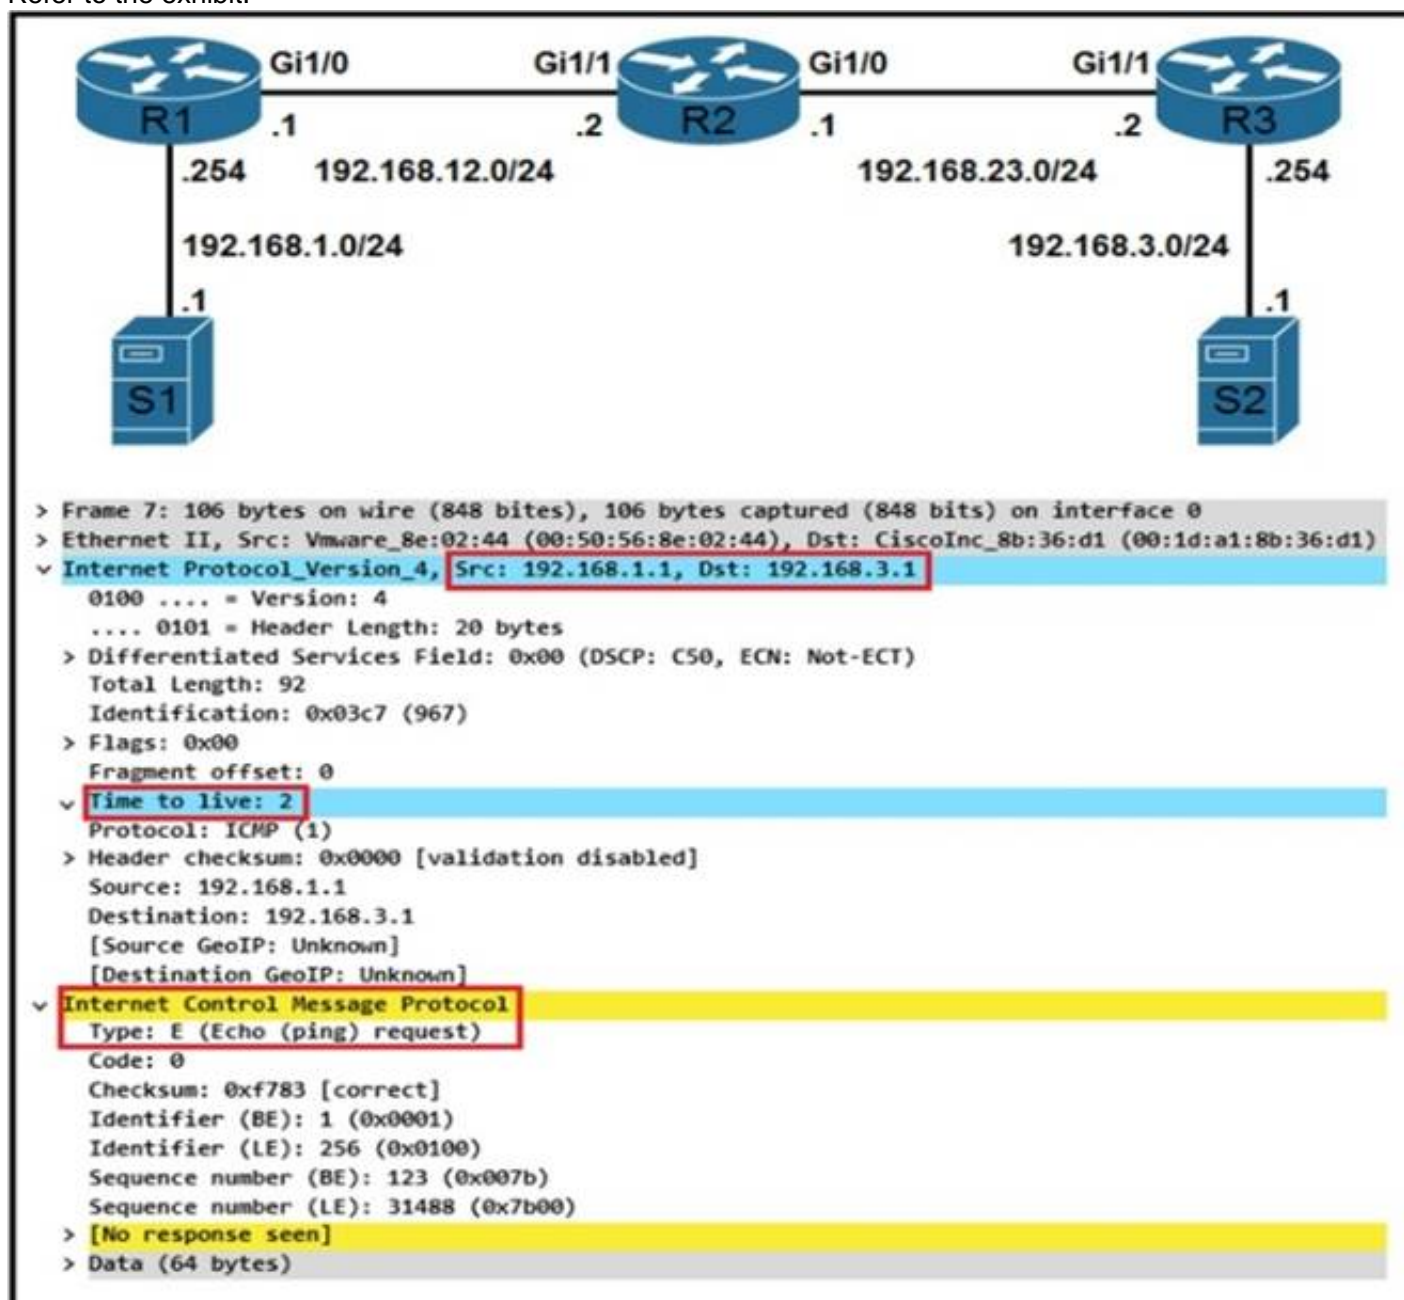 Refer to the exhibit.
Gi1/0 Gi1/1 Gi1/0 Gi1/1
R1 .1 .2 R2 .1 .2 R3
.254 192.168.12.0/24 192.168.23.0/24 .254
192.168.1.0/24 192.168.3.0/24
.1 .1
S1 S2
> Frame 7: 106 bytes on wire (848 bites), 106 bytes captured (848 bits) on interface 0
> Ethernet II, Src: Vmware_8e:02:44 (00:50:56:8e:02:44), Dst: CiscoInc_8b:36:d1 (00:1d:a1:8b:36:d1)
Internet Protocol_Version_4, Src: 192.168.1.1, Dst: 192.168.3.1
0100 .... = Version: 4
.... 0101 = Header Length: 20 bytes
> Differentiated Services Field: 0x00 (DSCP: C50, ECN: Not-ECT)
Total Length: 92
Identification: 0x03c7 (967)
> Flags: 0x00
Fragment offset: 0
Time to live: 2
Protocol: ICMP (1)
> Header checksum: 0x0000 [validation disabled]
Source: 192.168.1.1
Destination: 192.168.3.1
[Source GeoIP: Unknown]
[Destination GeoIP: Unknown]
Internet Control Message Protocol
Type: E (Echo (ping) request)
Code: 0
Checksum: 0xf783 [correct]
Identifier (BE): 1 (0x0001)
Identifier (LE): 256 (0x0100)
Sequence number (BE): 123 (0x007b)
Sequence number (LE): 31488 (0x7b00)
> [No response seen]
> Data (64 bytes)